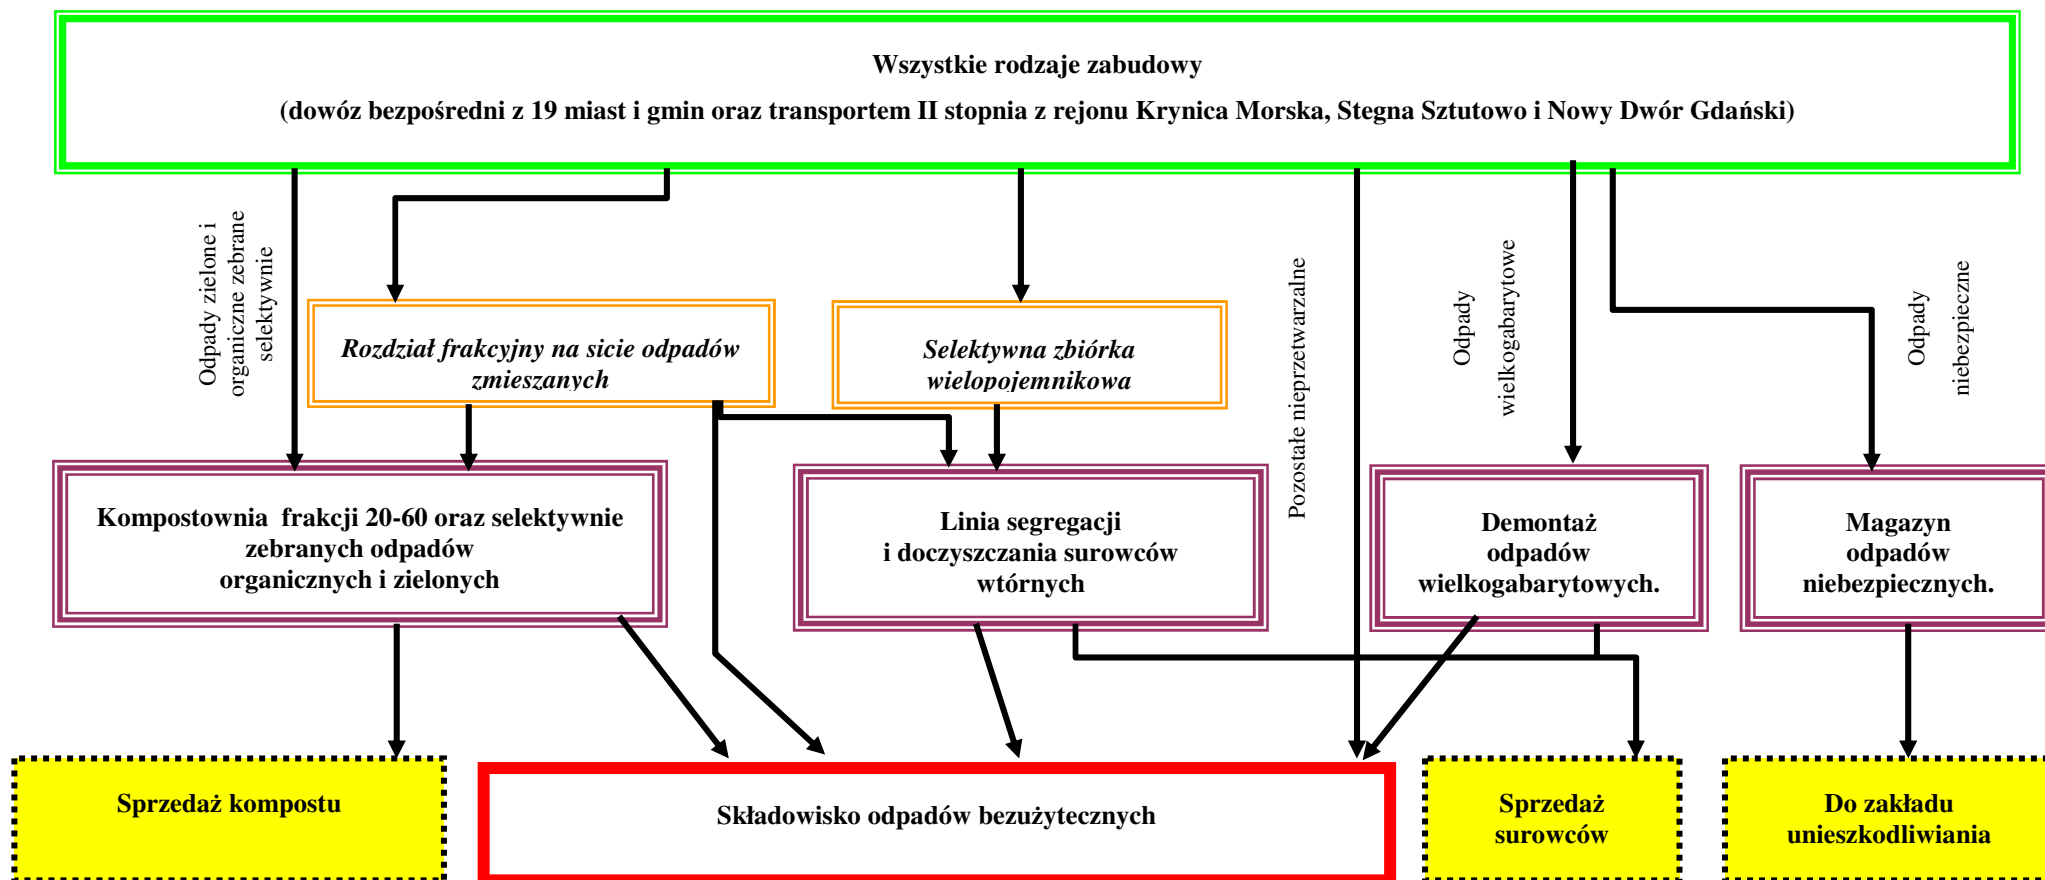 Wszystkie rodzaje zabudowy
(dowóz bezpośredni z 19 miast i gmin oraz transportem II stopnia z rejonu Krynica Morska, Stegna Sztutowo i Nowy Dwór Gdański)
Odpady zielone i
organiczne zebrane
selektywnie
Pozostałe nieprzetwarzalne
Odpady
wielkogabarytowe
Odpady
niebezpieczne
Rozdział frakcyjny na sicie odpadów
zmieszanych
Selektywna zbiórka
wielopojemnikowa
Kompostownia  frakcji 20-60 oraz selektywnie
zebranych odpadów
organicznych i zielonych
Linia segregacji
i doczyszczania surowców
wtórnych
Demontaż
odpadów
wielkogabarytowych.
Magazyn
odpadów
niebezpiecznych.
Sprzedaż kompostu
Składowisko odpadów bezużytecznych
Sprzedaż
surowców
Do zakładu
unieszkodliwiania